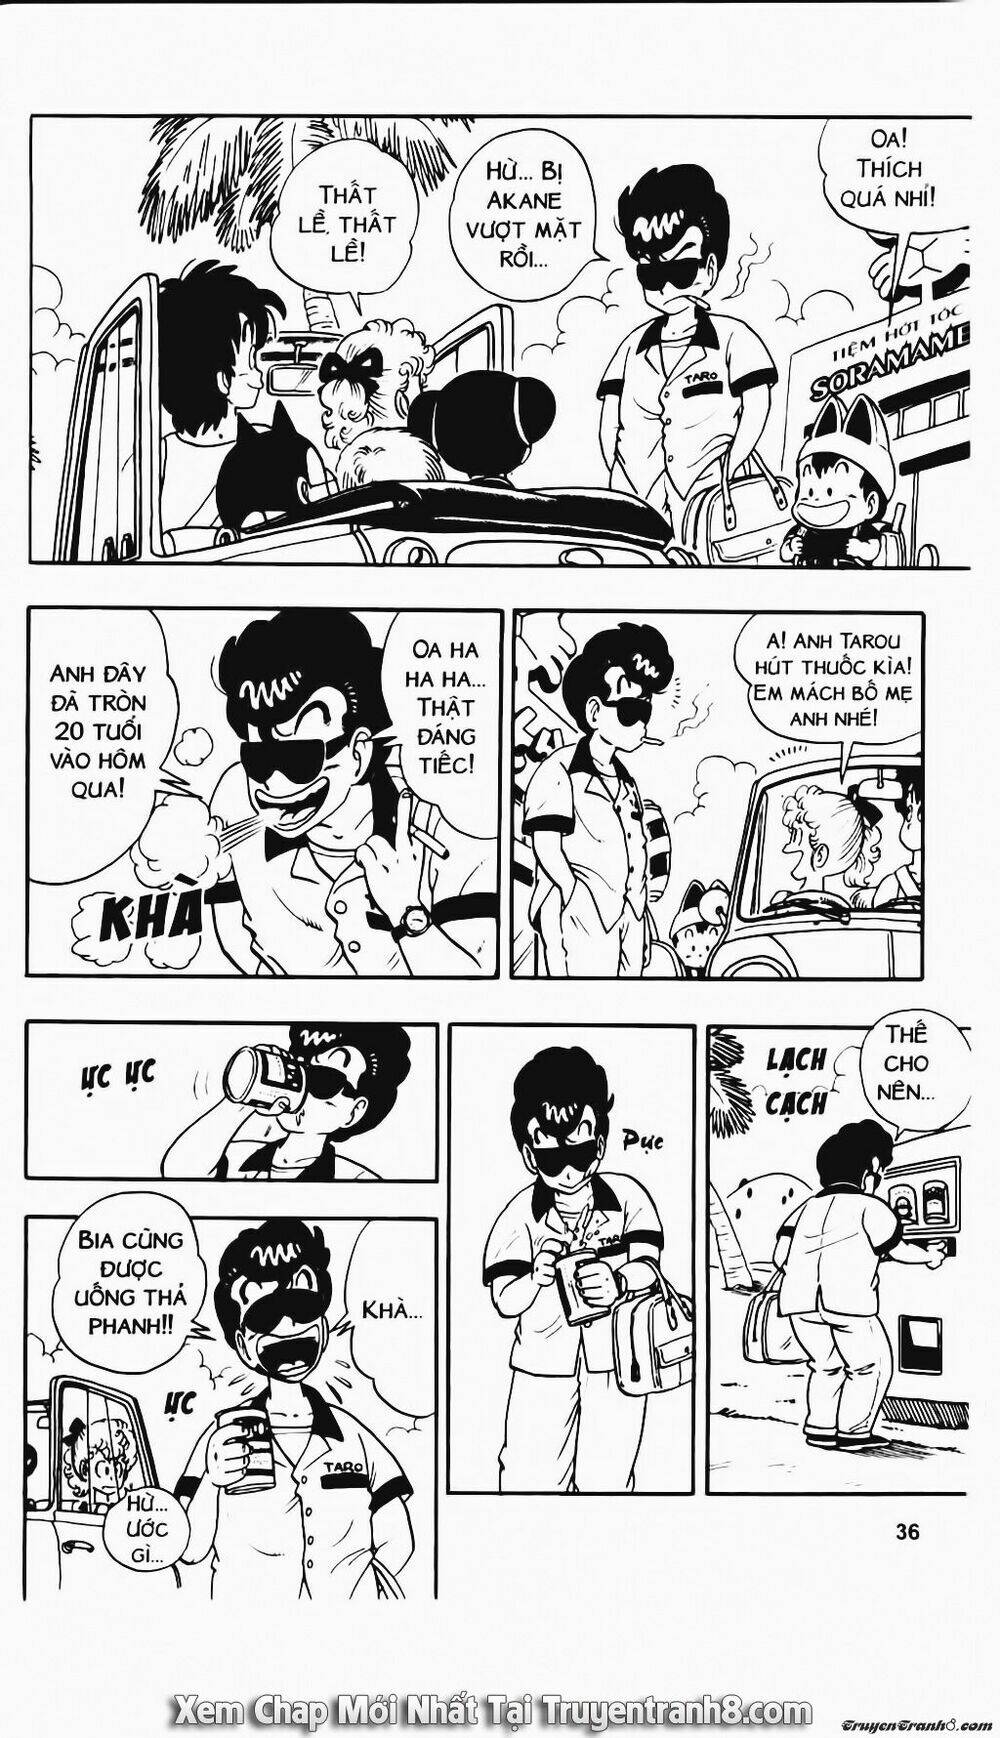 OA!
THÍCH
QUÁ NHỈ!
HỪ... BỊ
AKANE
VƯỢT MẶT
RỒI...
THẤT
LỄ, THẤT
LỄ!
TARO
TIỆM HỚT TÓC
SORAMAME
A! ANH TAROU
HÚT THUỐC KÌA!
EM MÁCH BỐ MẸ
ANH NHÉ!
OA HA
HA HA...
THẬT
ĐÁNG
TIẾC!
ANH ĐÂY
ĐÃ TRÒN
20 TUỔI
VÀO HÔM
QUA!
KHÀ
THẾ
CHO
NÊN...
LẠCH
CẠCH
PỰC
TARO
ỰC ỰC
KHÀ...
BIA CŨNG
ĐƯỢC
UỐNG THẢ
PHANH!!
ỰC
TARO
HỪ...
ƯỚC
GÌ...
36
Xem Chap Mới Nhất Tại Truyentranh8.com
TruyenTranh8.com